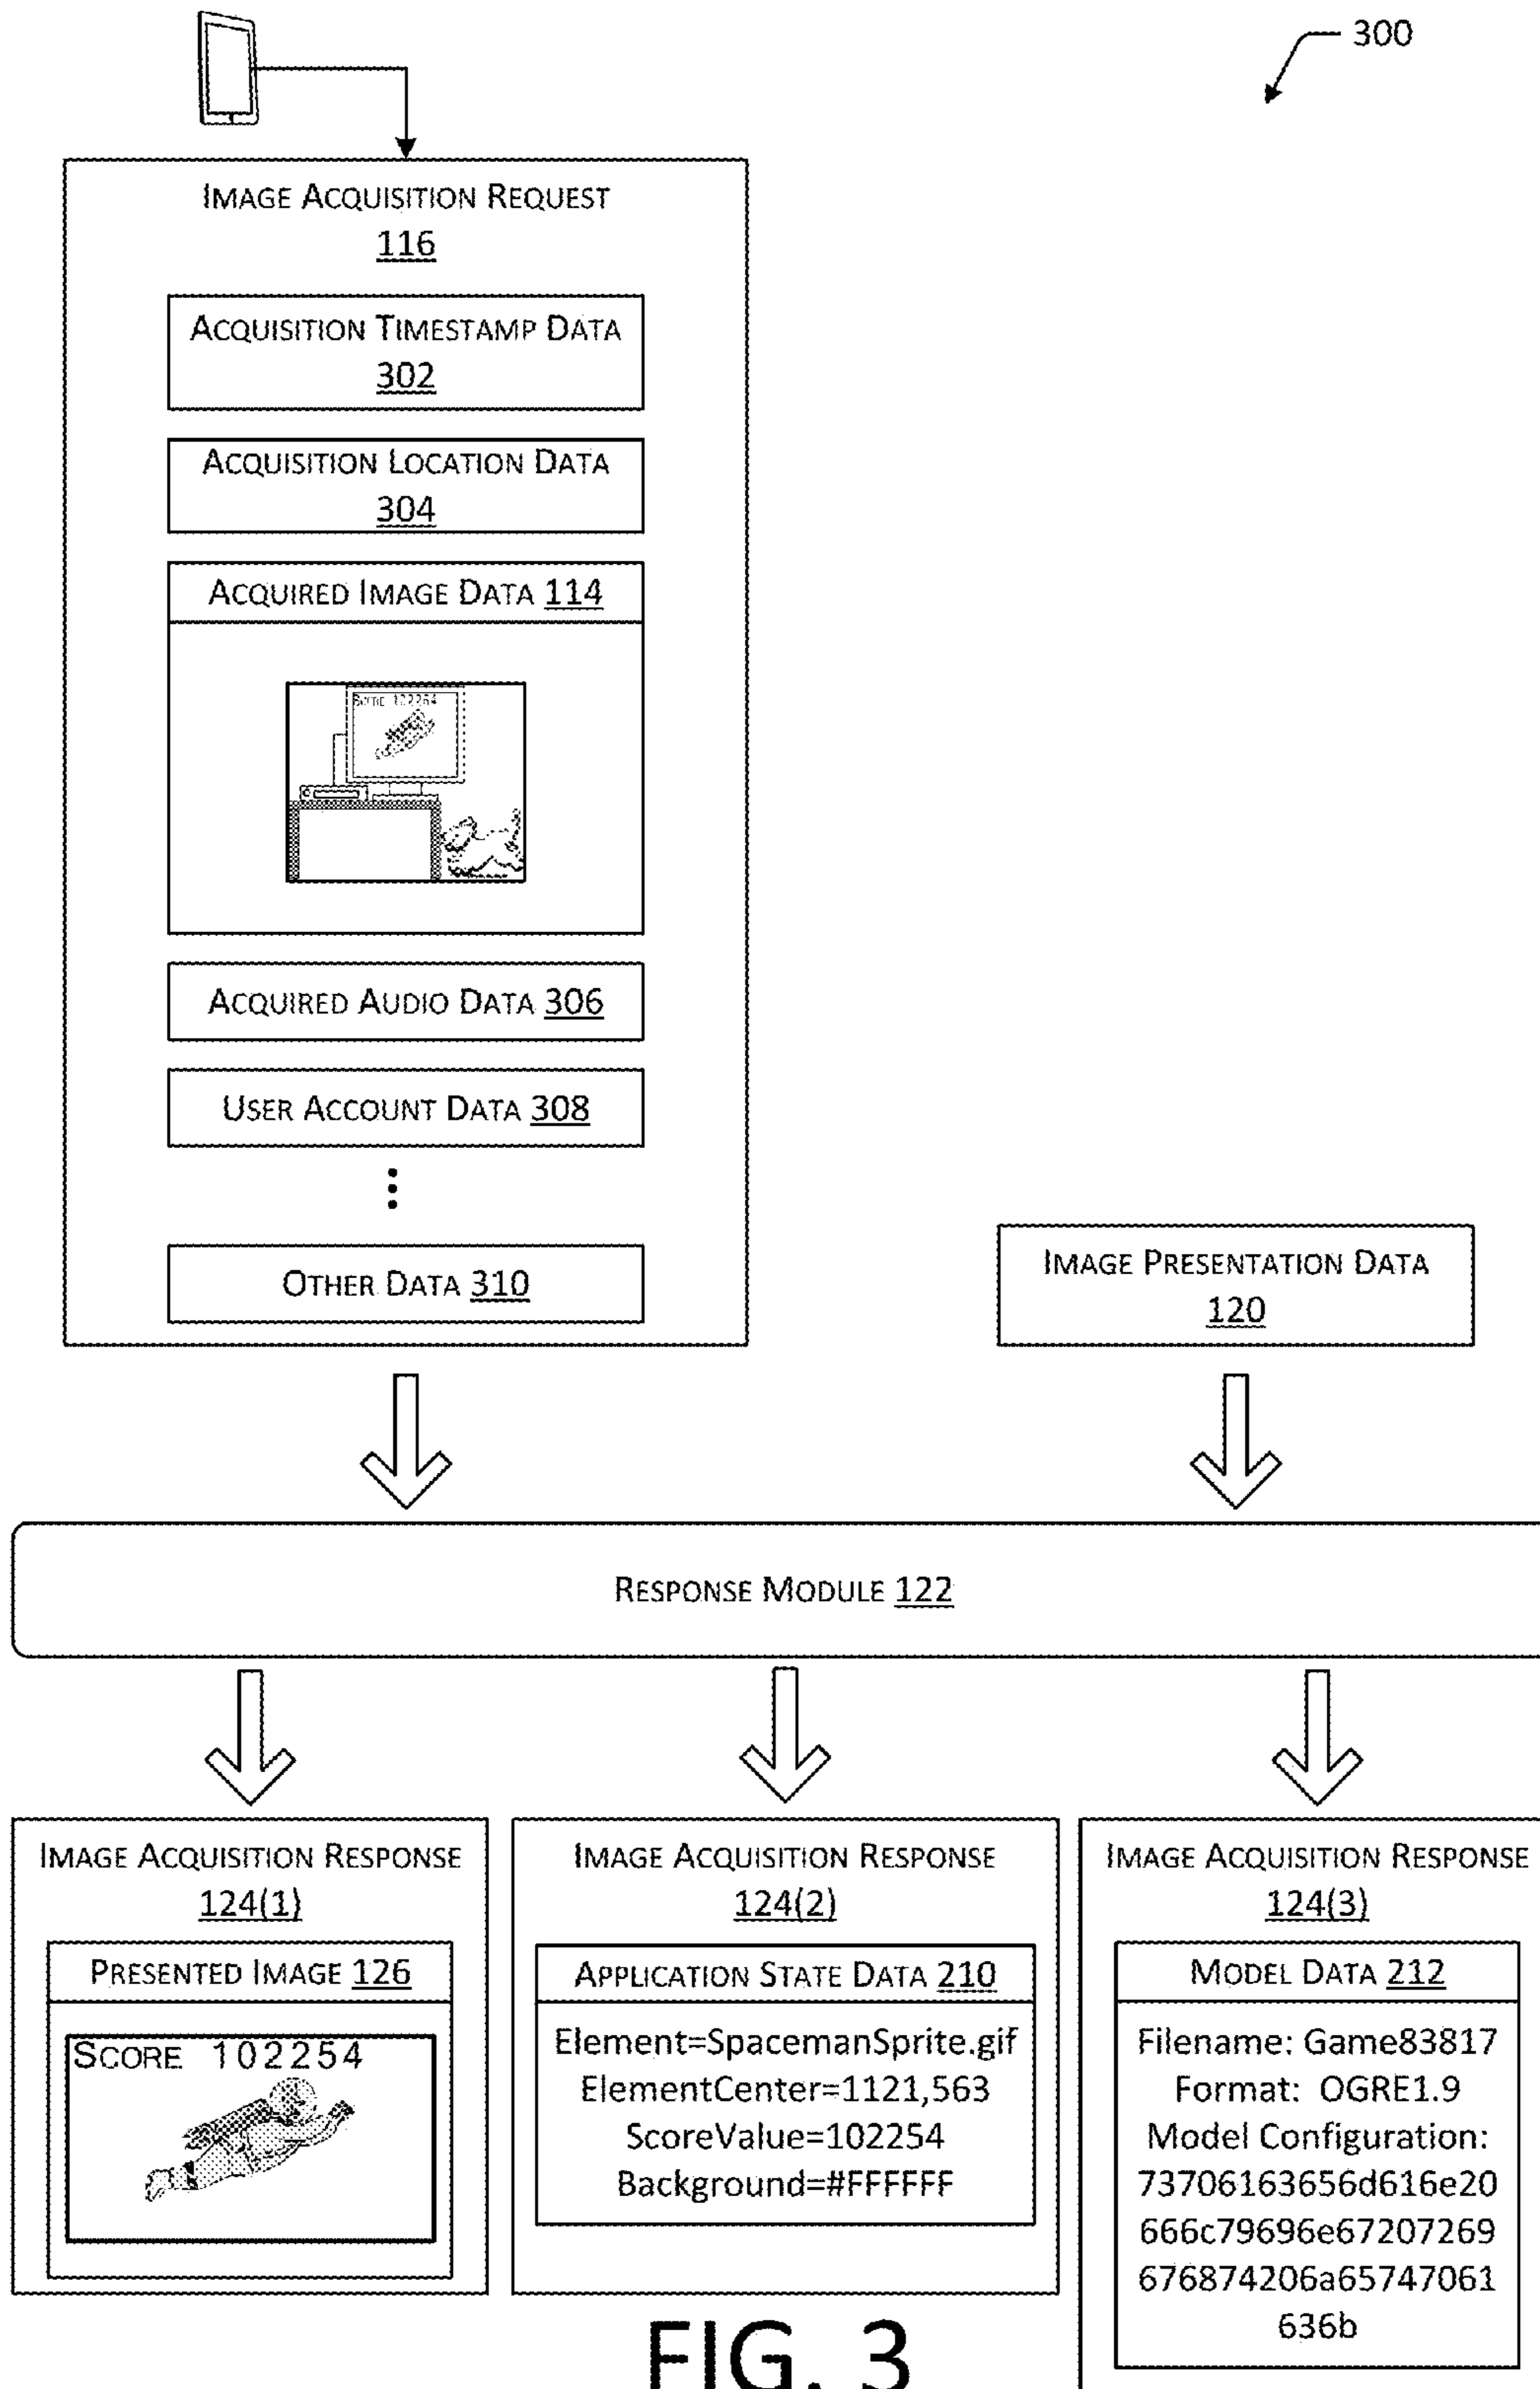 300
IMAGE ACQUISITION REQUEST
116
ACQUISITION TIMESTAMP DATA
302
ACQUISITION LOCATION DATA
304
ACQUIRED IMAGE DATA 114
ACQUIRED AUDIO DATA 306
USER ACCOUNT DATA 308
OTHER DATA 310
IMAGE PRESENTATION DATA
120
RESPONSE MODULE 122
IMAGE ACQUISITION RESPONSE
124(1)
PRESENTED IMAGE 126
SCORE 102254
IMAGE ACQUISITION RESPONSE
124(2)
APPLICATION STATE DATA 210
Element=SpacemanSprite.gif
ElementCenter=1121,563
ScoreValue=102254
Background=#FFFFFF
IMAGE ACQUISITION RESPONSE
124(3)
MODEL DATA 212
Filename: Game83817
Format: OGRE1.9
Model Configuration:
73706163656d616e20
666c79696e67207269
676874206a65747061
636b
FIG. 3